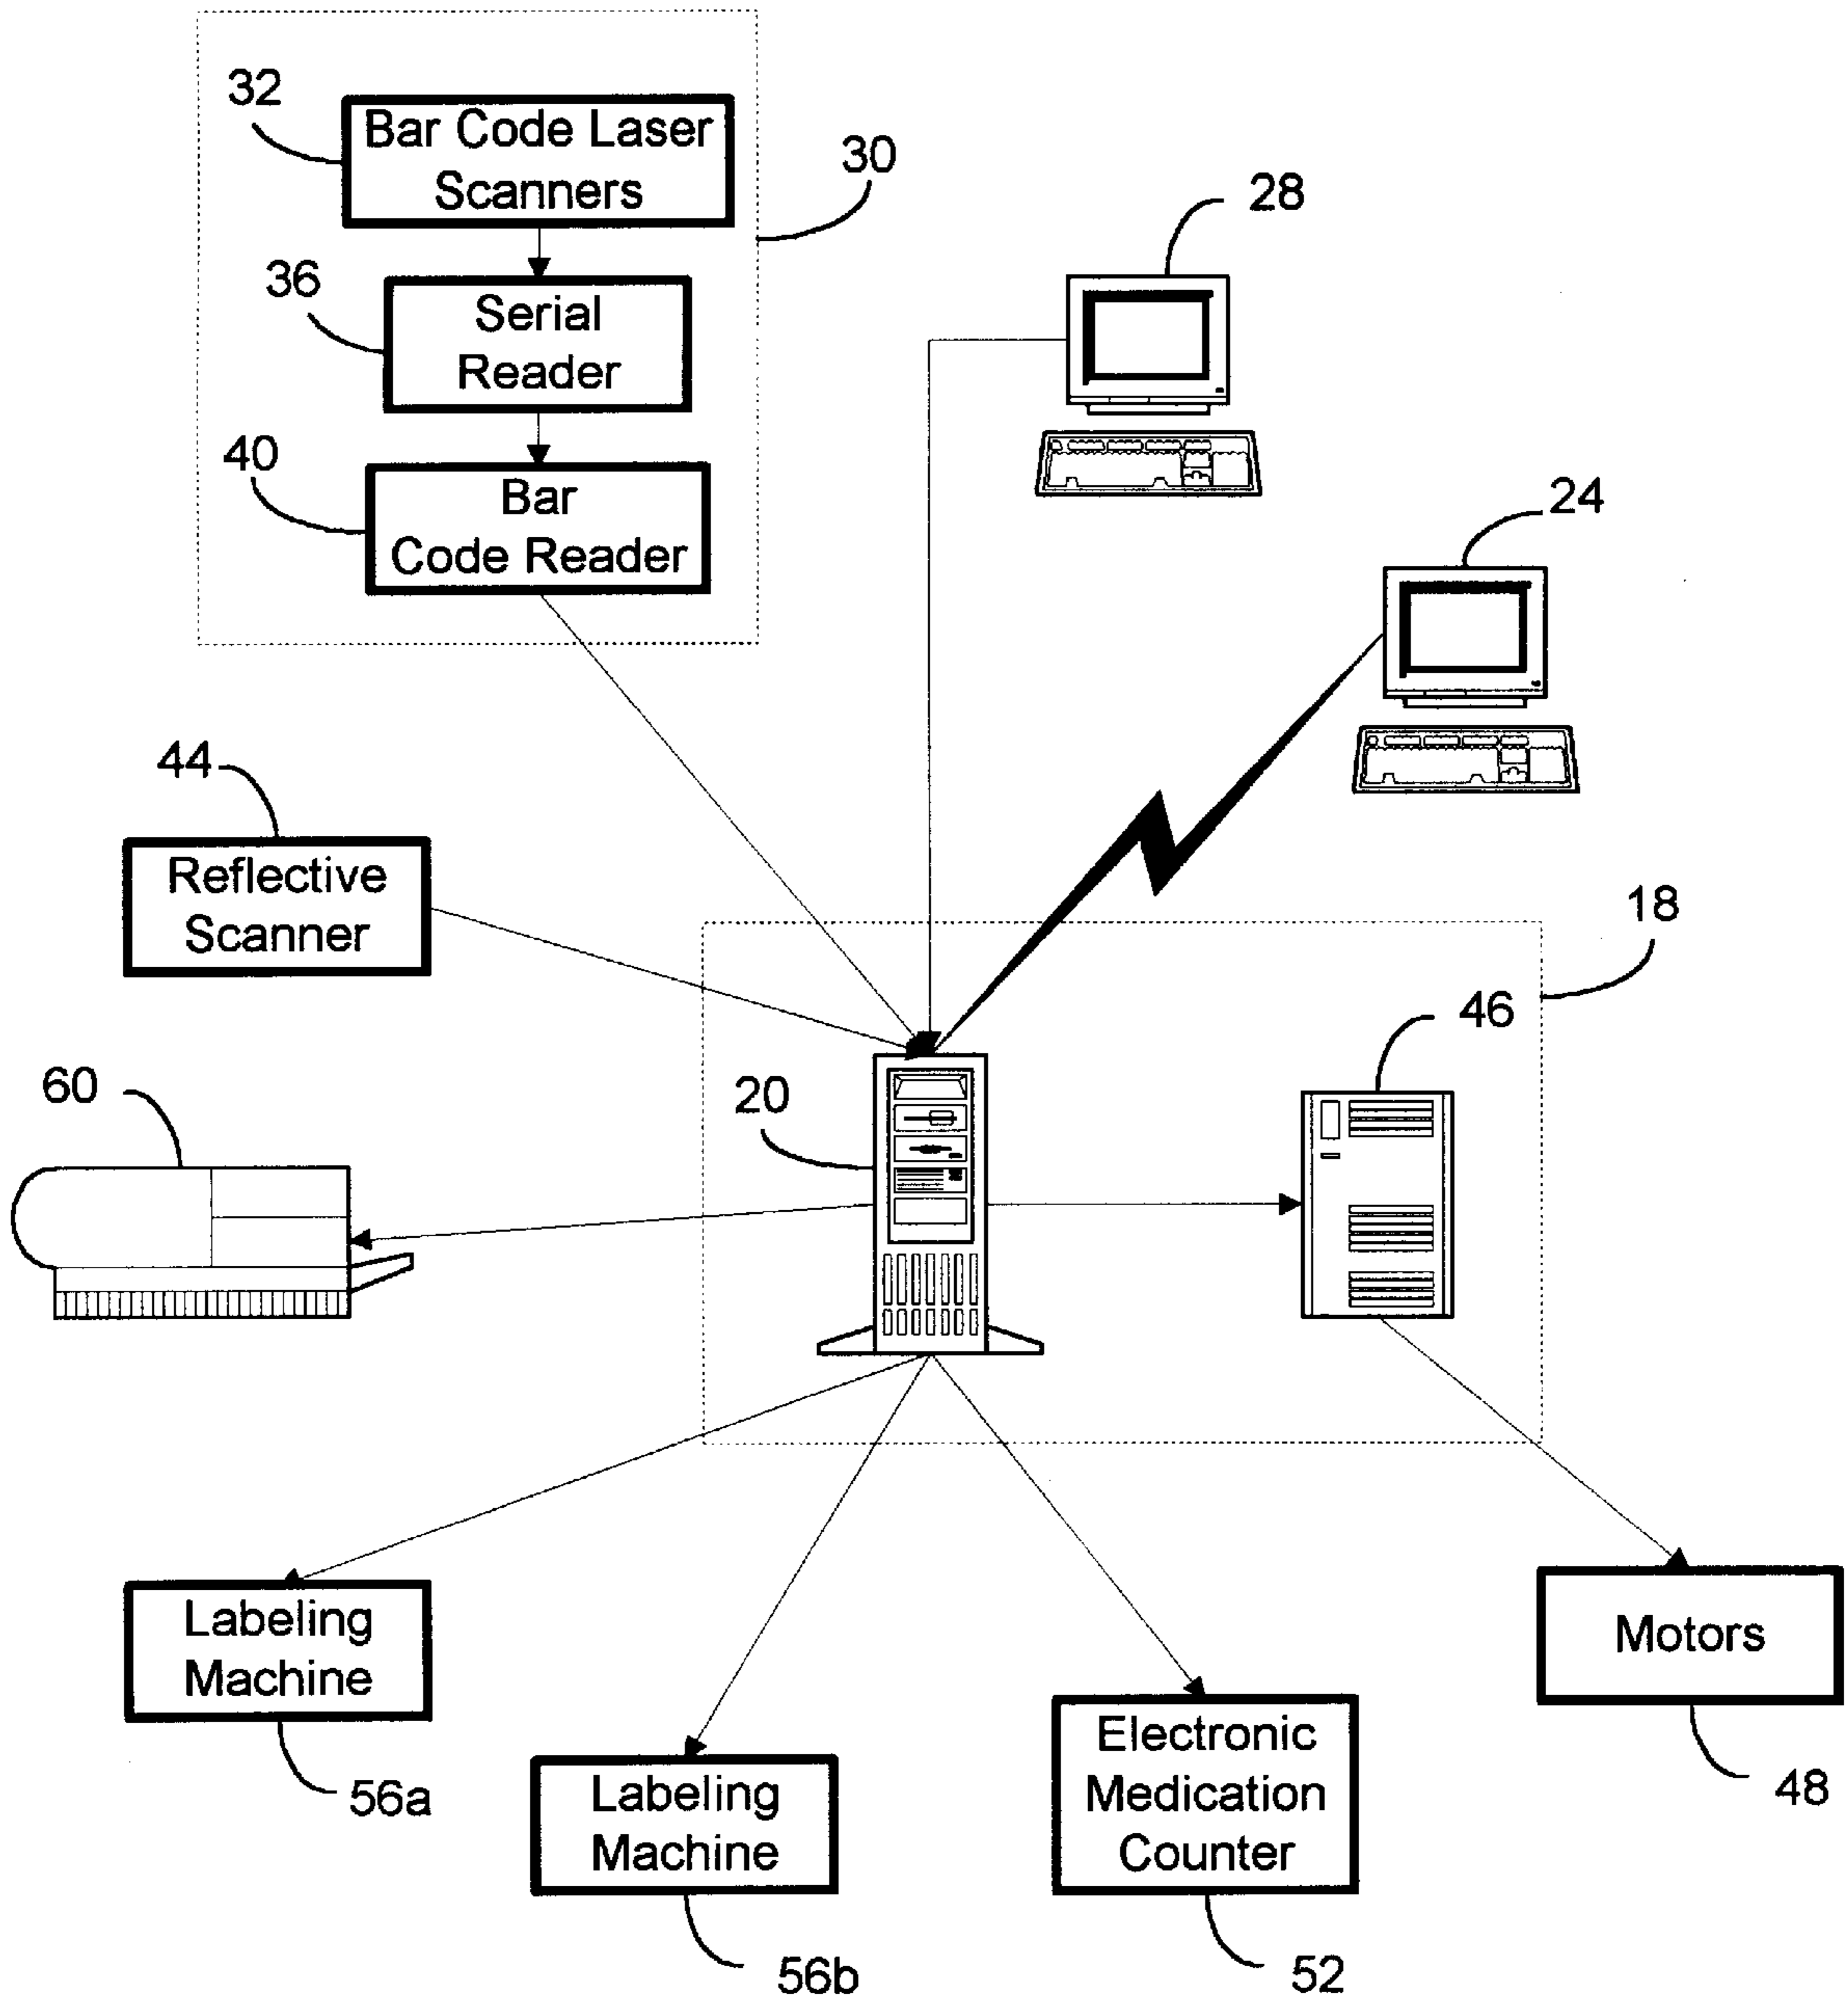 32
Bar Code Laser
Scanners
30
28
36
Serial
Reader
40
Bar
Code Reader
24
44
Reflective
Scanner
18
46
60
20
Labeling
Machine
Motors
56a
Labeling
Machine
Electronic
Medication
Counter
48
56b
52